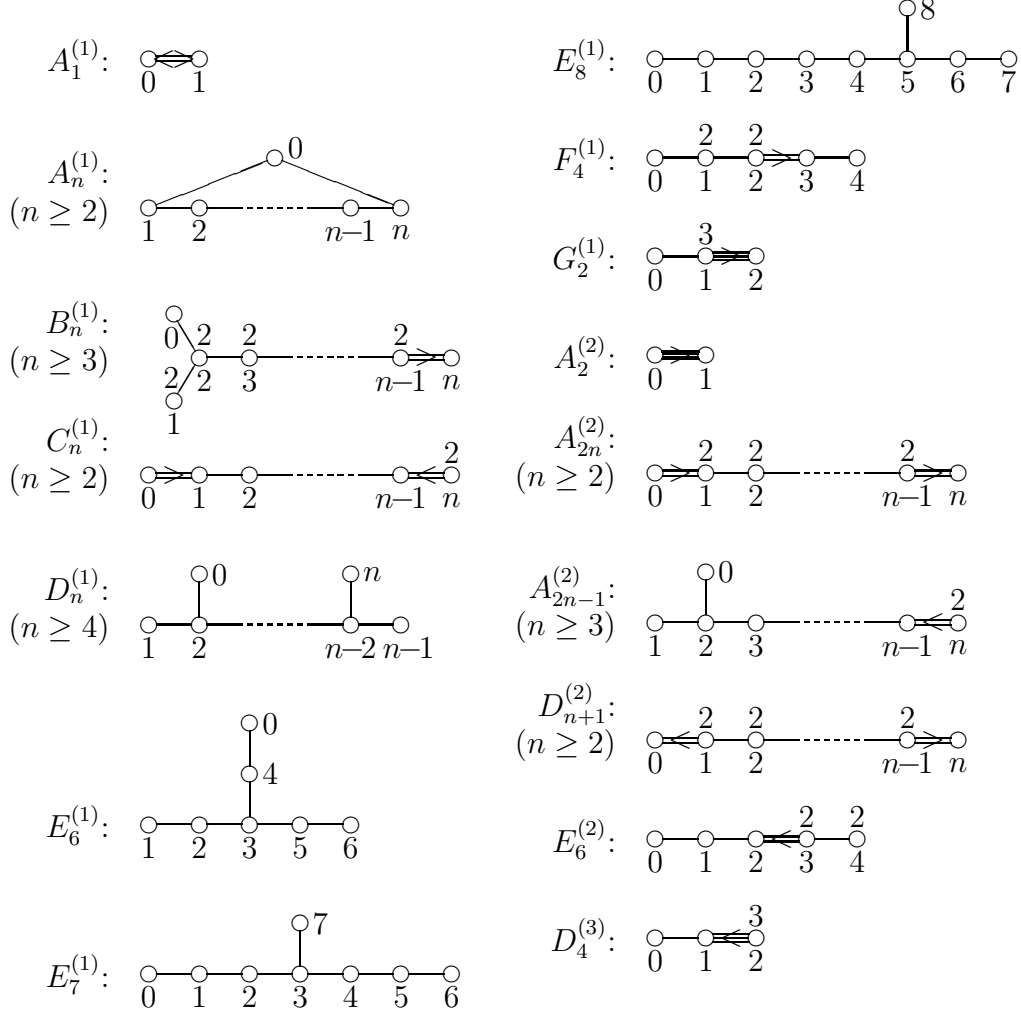 A_1^{(1)}:
0 1
A_n^{(1)}:
(n ≥ 2)
0
1 2 n−1 n
B_n^{(1)}:
(n ≥ 3)
0 2 2 2
2 2 3 n−1 n
1
C_n^{(1)}:
(n ≥ 2)
2
0 1 2 n−1 n
D_n^{(1)}:
(n ≥ 4)
0 n
1 2 n−2 n−1
E_6^{(1)}:
0
4
1 2 3 5 6
E_7^{(1)}:
7
0 1 2 3 4 5 6
E_8^{(1)}:
8
0 1 2 3 4 5 6 7
F_4^{(1)}:
2 2
0 1 2 3 4
G_2^{(1)}:
3
0 1 2
A_2^{(2)}:
0 1
A_{2n}^{(2)}:
(n ≥ 2)
2 2 2
0 1 2 n−1 n
A_{2n−1}^{(2)}:
(n ≥ 3)
0
2
1 2 3 n−1 n
D_{n+1}^{(2)}:
(n ≥ 2)
2 2 2
0 1 2 n−1 n
E_6^{(2)}:
2 2
0 1 2 3 4
D_4^{(3)}:
3
0 1 2